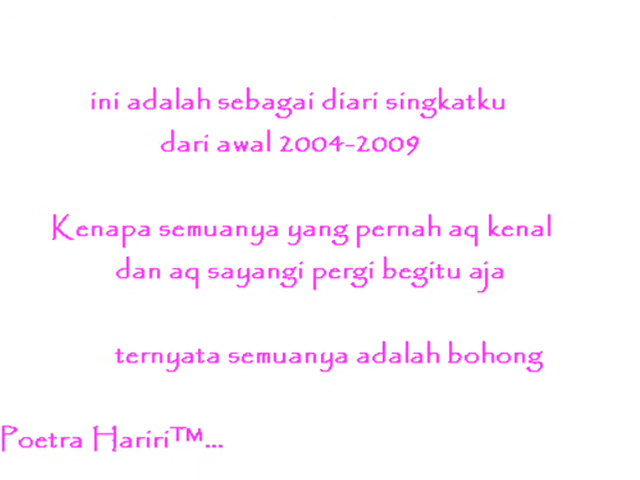 ini adalah sebagai diari singkatku
dari awal 2004-2009
Kenapa semuanya yang pernah aq kenal
dan aq sayangi pergi begitu aja
ternyata semuanya adalah bohong
Poetra Hariri™...